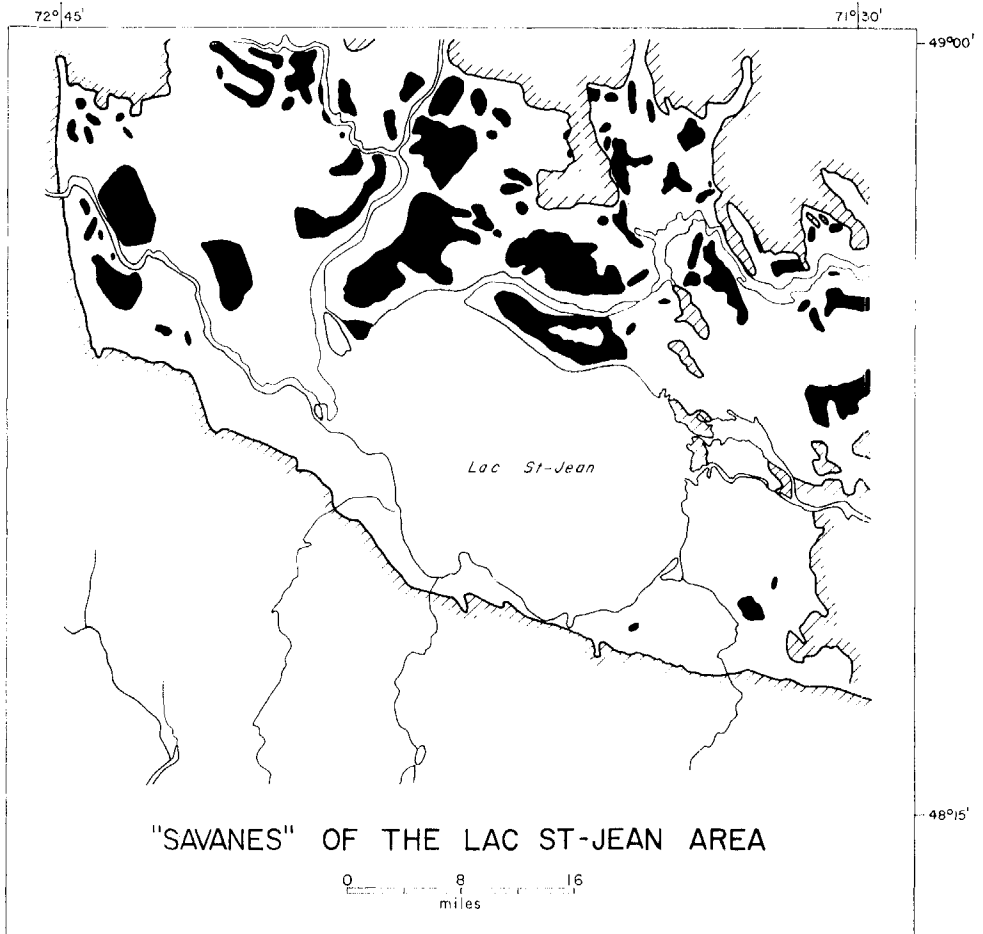 72°45' 71°30'
49°00'
Lac St-Jean
48°15'
"SAVANES" OF THE LAC ST-JEAN AREA
0 8 16
miles